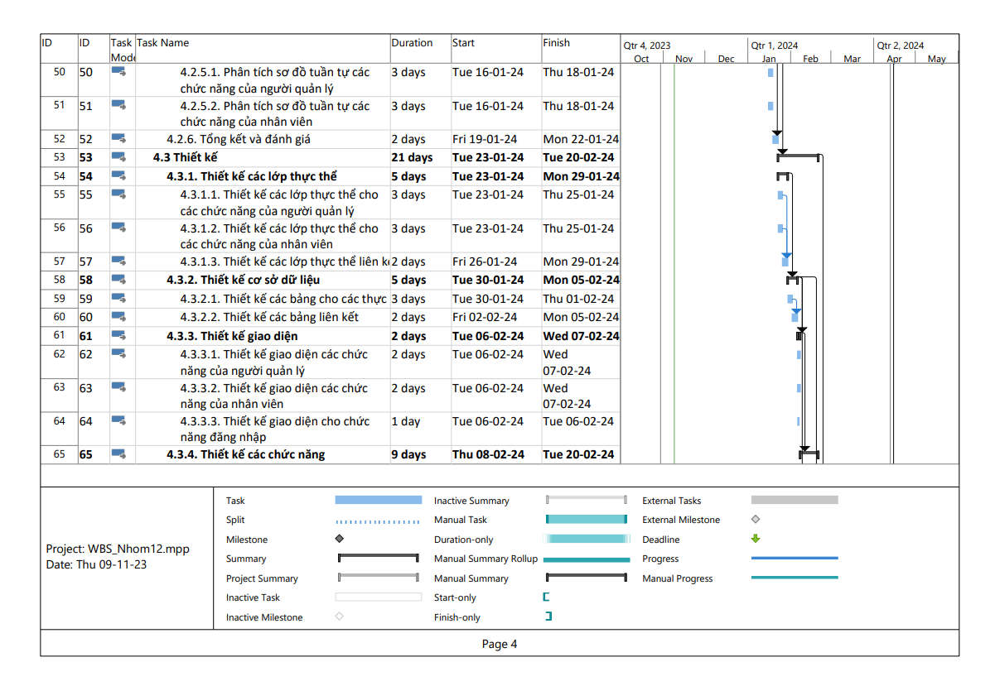 ID ID Task Mode Task Name Duration Start Finish Qtr 4, 2023 Qtr 1, 2024 Qtr 2, 2024
Oct Nov Dec Jan Feb Mar Apr May
50 50 4.2.5.1. Phân tích sơ đồ tuần tự các 3 days Tue 16-01-24 Thu 18-01-24
chức năng của người quản lý
51 51 4.2.5.2. Phân tích sơ đồ tuần tự các 3 days Tue 16-01-24 Thu 18-01-24
chức năng của nhân viên
52 52 4.2.6. Tổng kết và đánh giá 2 days Fri 19-01-24 Mon 22-01-24
53 53 4.3 Thiết kế 21 days Tue 23-01-24 Tue 20-02-24
54 54 4.3.1. Thiết kế các lớp thực thể 5 days Tue 23-01-24 Mon 29-01-24
55 55 4.3.1.1. Thiết kế các lớp thực thể cho 3 days Tue 23-01-24 Thu 25-01-24
các chức năng của người quản lý
56 56 4.3.1.2. Thiết kế các lớp thực thể cho 3 days Tue 23-01-24 Thu 25-01-24
các chức năng của nhân viên
57 57 4.3.1.3. Thiết kế các lớp thực thể liên 2 days Fri 26-01-24 Mon 29-01-24
58 58 4.3.2. Thiết kế cơ sở dữ liệu 5 days Tue 30-01-24 Mon 05-02-24
59 59 4.3.2.1. Thiết kế các bảng cho các thực 3 days Tue 30-01-24 Thu 01-02-24
60 60 4.3.2.2. Thiết kế các bảng liên kết 2 days Fri 02-02-24 Mon 05-02-24
61 61 4.3.3. Thiết kế giao diện 2 days Tue 06-02-24 Wed 07-02-24
62 62 4.3.3.1. Thiết kế giao diện các chức 2 days Tue 06-02-24 Wed
năng của người quản lý 07-02-24
63 63 4.3.3.2. Thiết kế giao diện các chức 2 days Tue 06-02-24 Wed
năng của nhân viên 07-02-24
64 64 4.3.3.3. Thiết kế giao diện cho chức 1 day Tue 06-02-24 Tue 06-02-24
năng đăng nhập
65 65 4.3.4. Thiết kế các chức năng 9 days Thu 08-02-24 Tue 20-02-24
Project: WBS_Nhom12.mpp
Date: Thu 09-11-23
Task
Split
Milestone
Summary
Project Summary
Inactive Task
Inactive Milestone
Inactive Summary
Manual Task
Duration-only
Manual Summary Rollup
Manual Summary
Start-only
Finish-only
External Tasks
External Milestone
Deadline
Progress
Manual Progress
Page 4